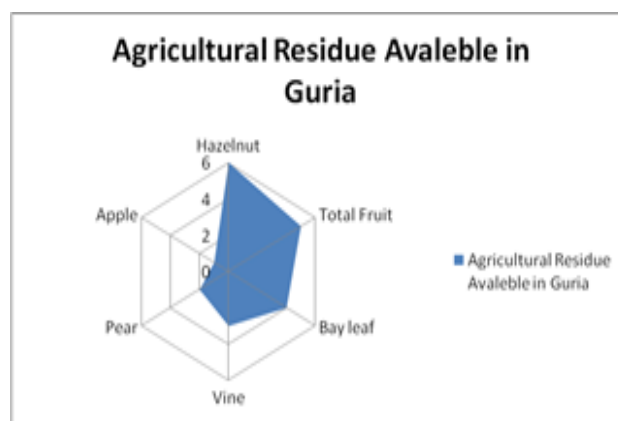 Agricultural Residue Avaleble in
Guria
Hazelnut
6
4
2
0
Total Fruit
Bay leaf
Vine
Pear
Apple
Agricultural Residue
Avaleble in Guria